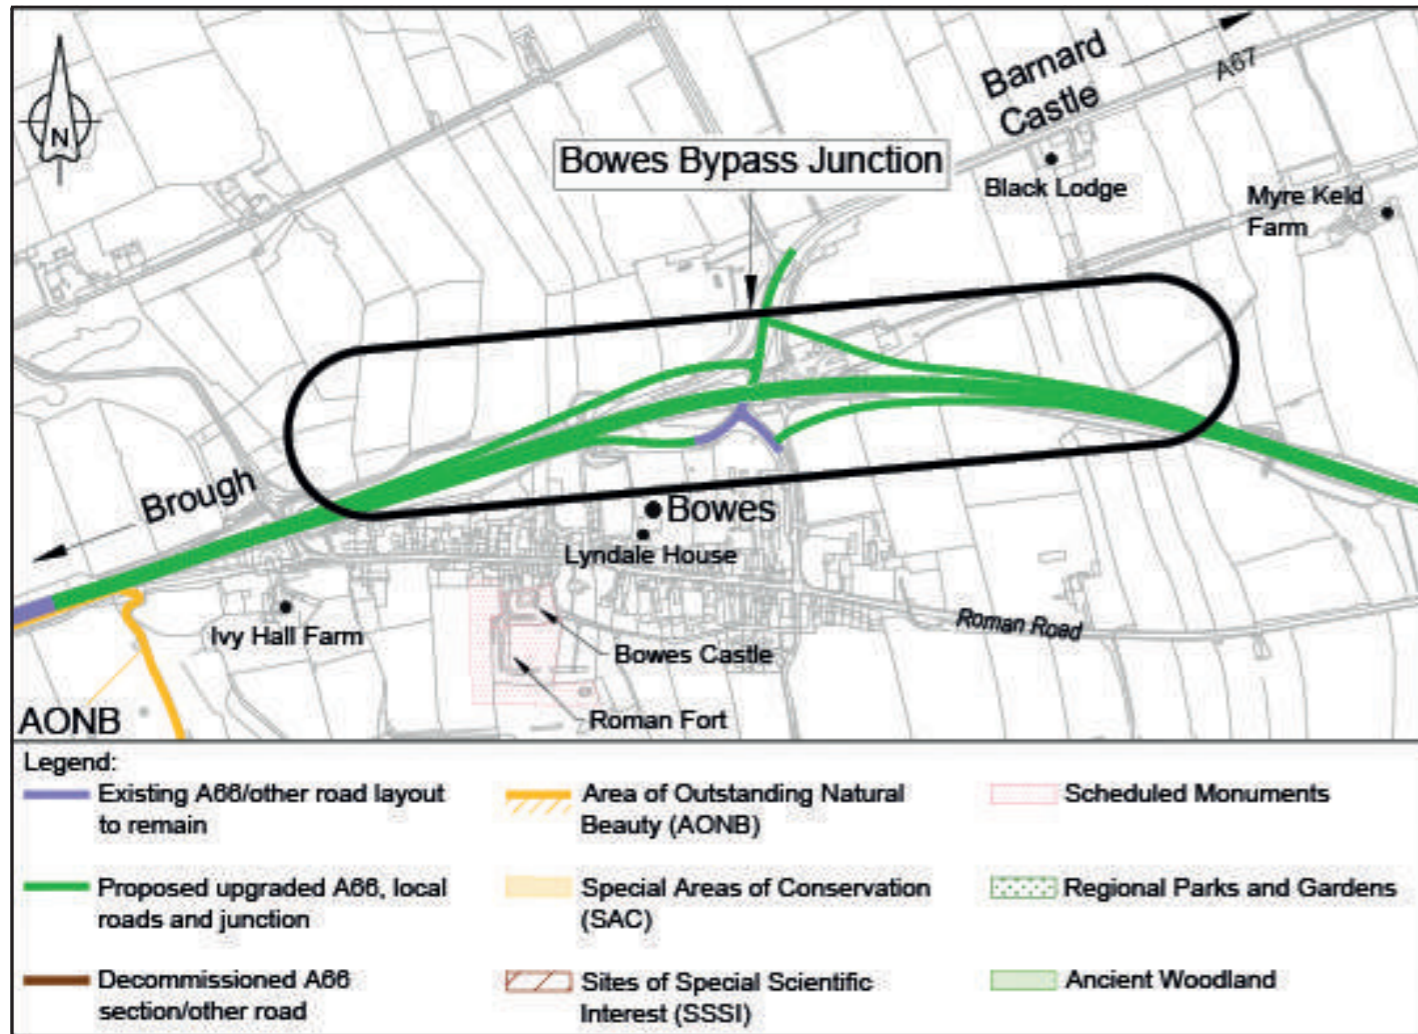 N
Barnard
Castle
A67
Bowes Bypass Junction
Black Lodge
Myre Keld
Farm
Brough
Bowes
Lyndale House
Ivy Hall Farm
Roman Road
Bowes Castle
Roman Fort
AONB
Legend:
Existing A66/other road layout
to remain
Proposed upgraded A66, local
roads and junction
Decommissioned A66
section/other road
Area of Outstanding Natural
Beauty (AONB)
Special Areas of Conservation
(SAC)
Sites of Special Scientific
Interest (SSSI)
Scheduled Monuments
Regional Parks and Gardens
Ancient Woodland